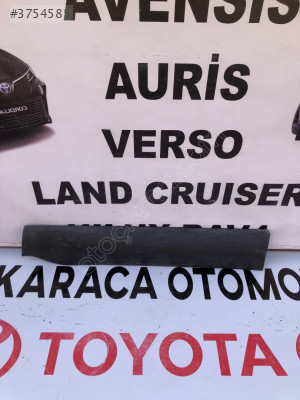 #375458
AVENSIS
AURİS
VERSO
LAND CRUISER
KARACA OTOMO
TOYOTA